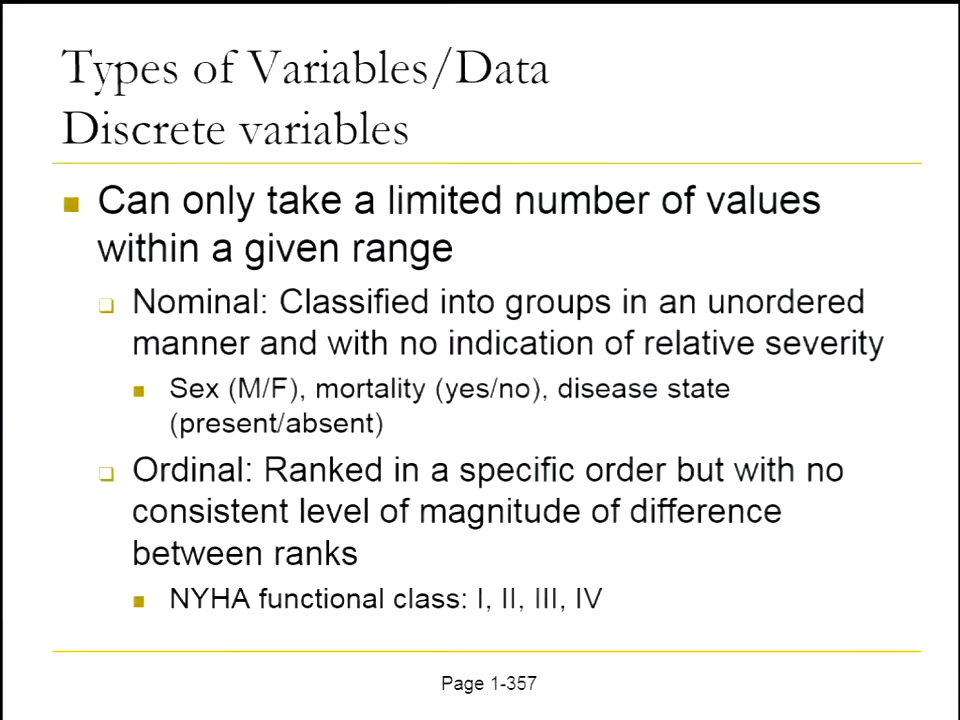 Types of Variables/Data
Discrete variables
Can only take a limited number of values
within a given range
Nominal: Classified into groups in an unordered
manner and with no indication of relative severity
Sex (M/F), mortality (yes/no), disease state
(present/absent)
Ordinal: Ranked in a specific order but with no
consistent level of magnitude of difference
between ranks
NYHA functional class: I, II, III, IV
Page 1-357